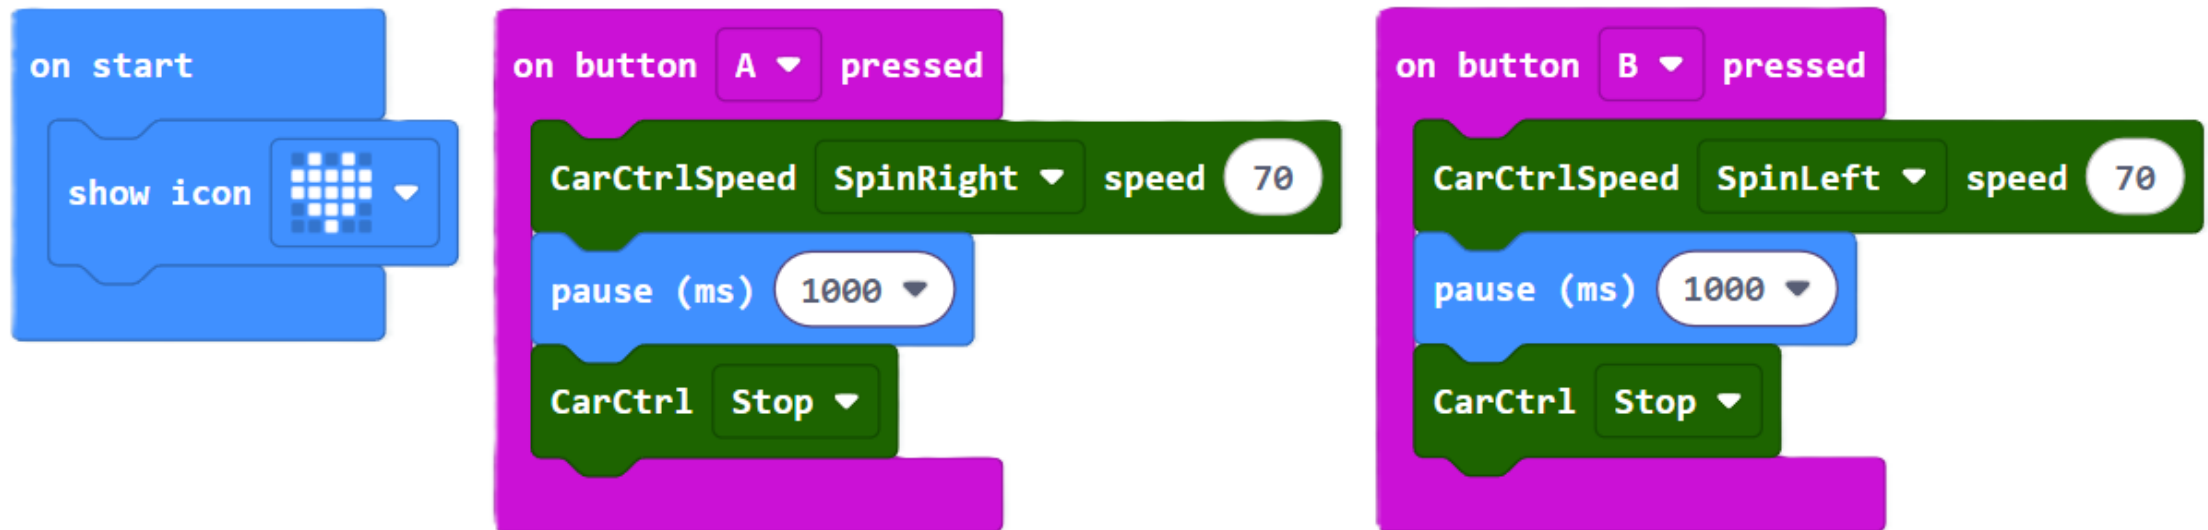 on start
show icon
on button A pressed
CarCtrlSpeed SpinRight speed 70
pause (ms) 1000
CarCtrl Stop
on button B pressed
CarCtrlSpeed SpinLeft speed 70
pause (ms) 1000
CarCtrl Stop